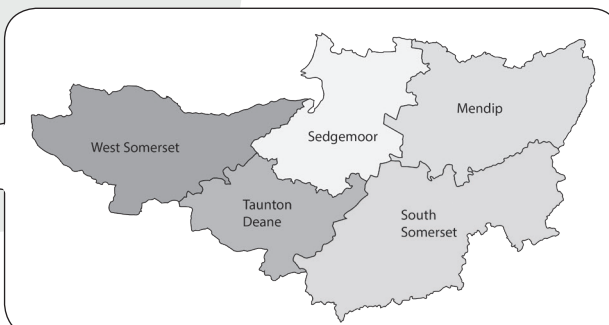 Mendip
Sedgemoor
West Somerset
Taunton
Deane
South
Somerset